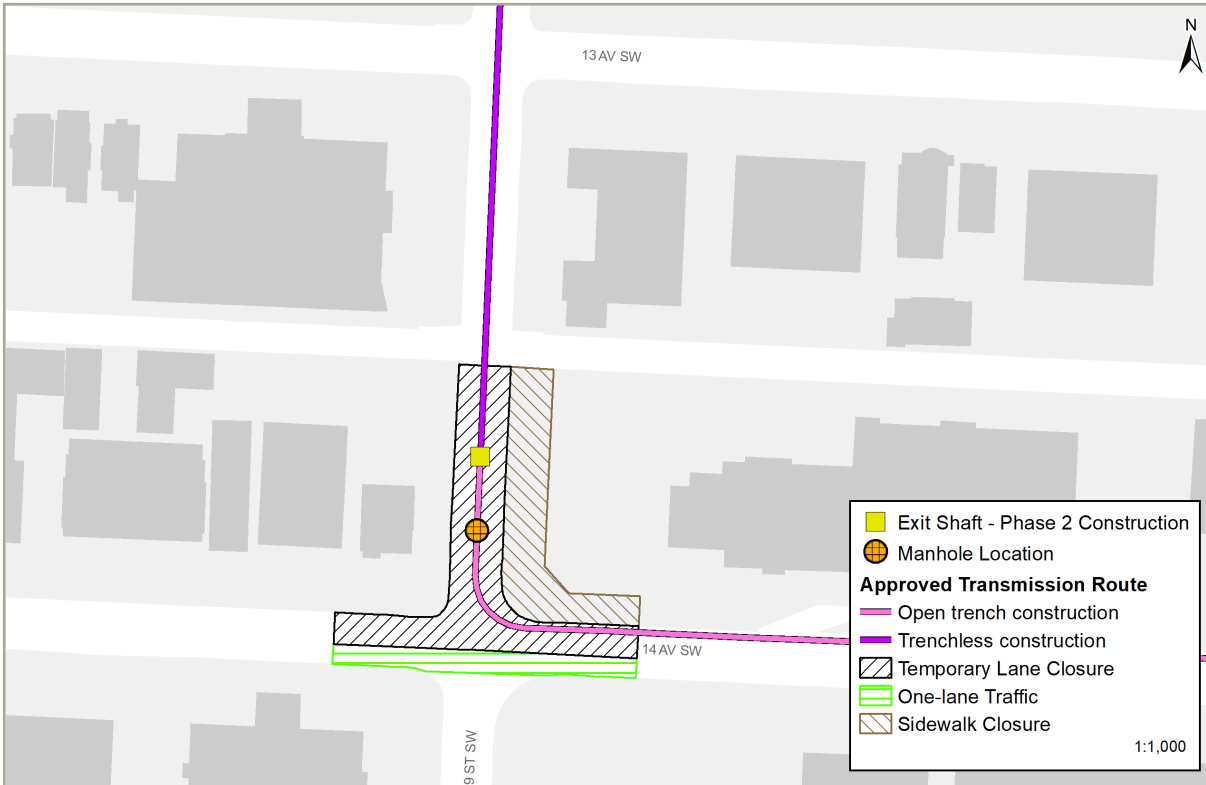 13 AV SW
N
Exit Shaft - Phase 2 Construction
Manhole Location
Approved Transmission Route
Open trench construction
Trenchless construction
14 AV SW
Temporary Lane Closure
One-lane Traffic
Sidewalk Closure
9 ST SW
1:1,000